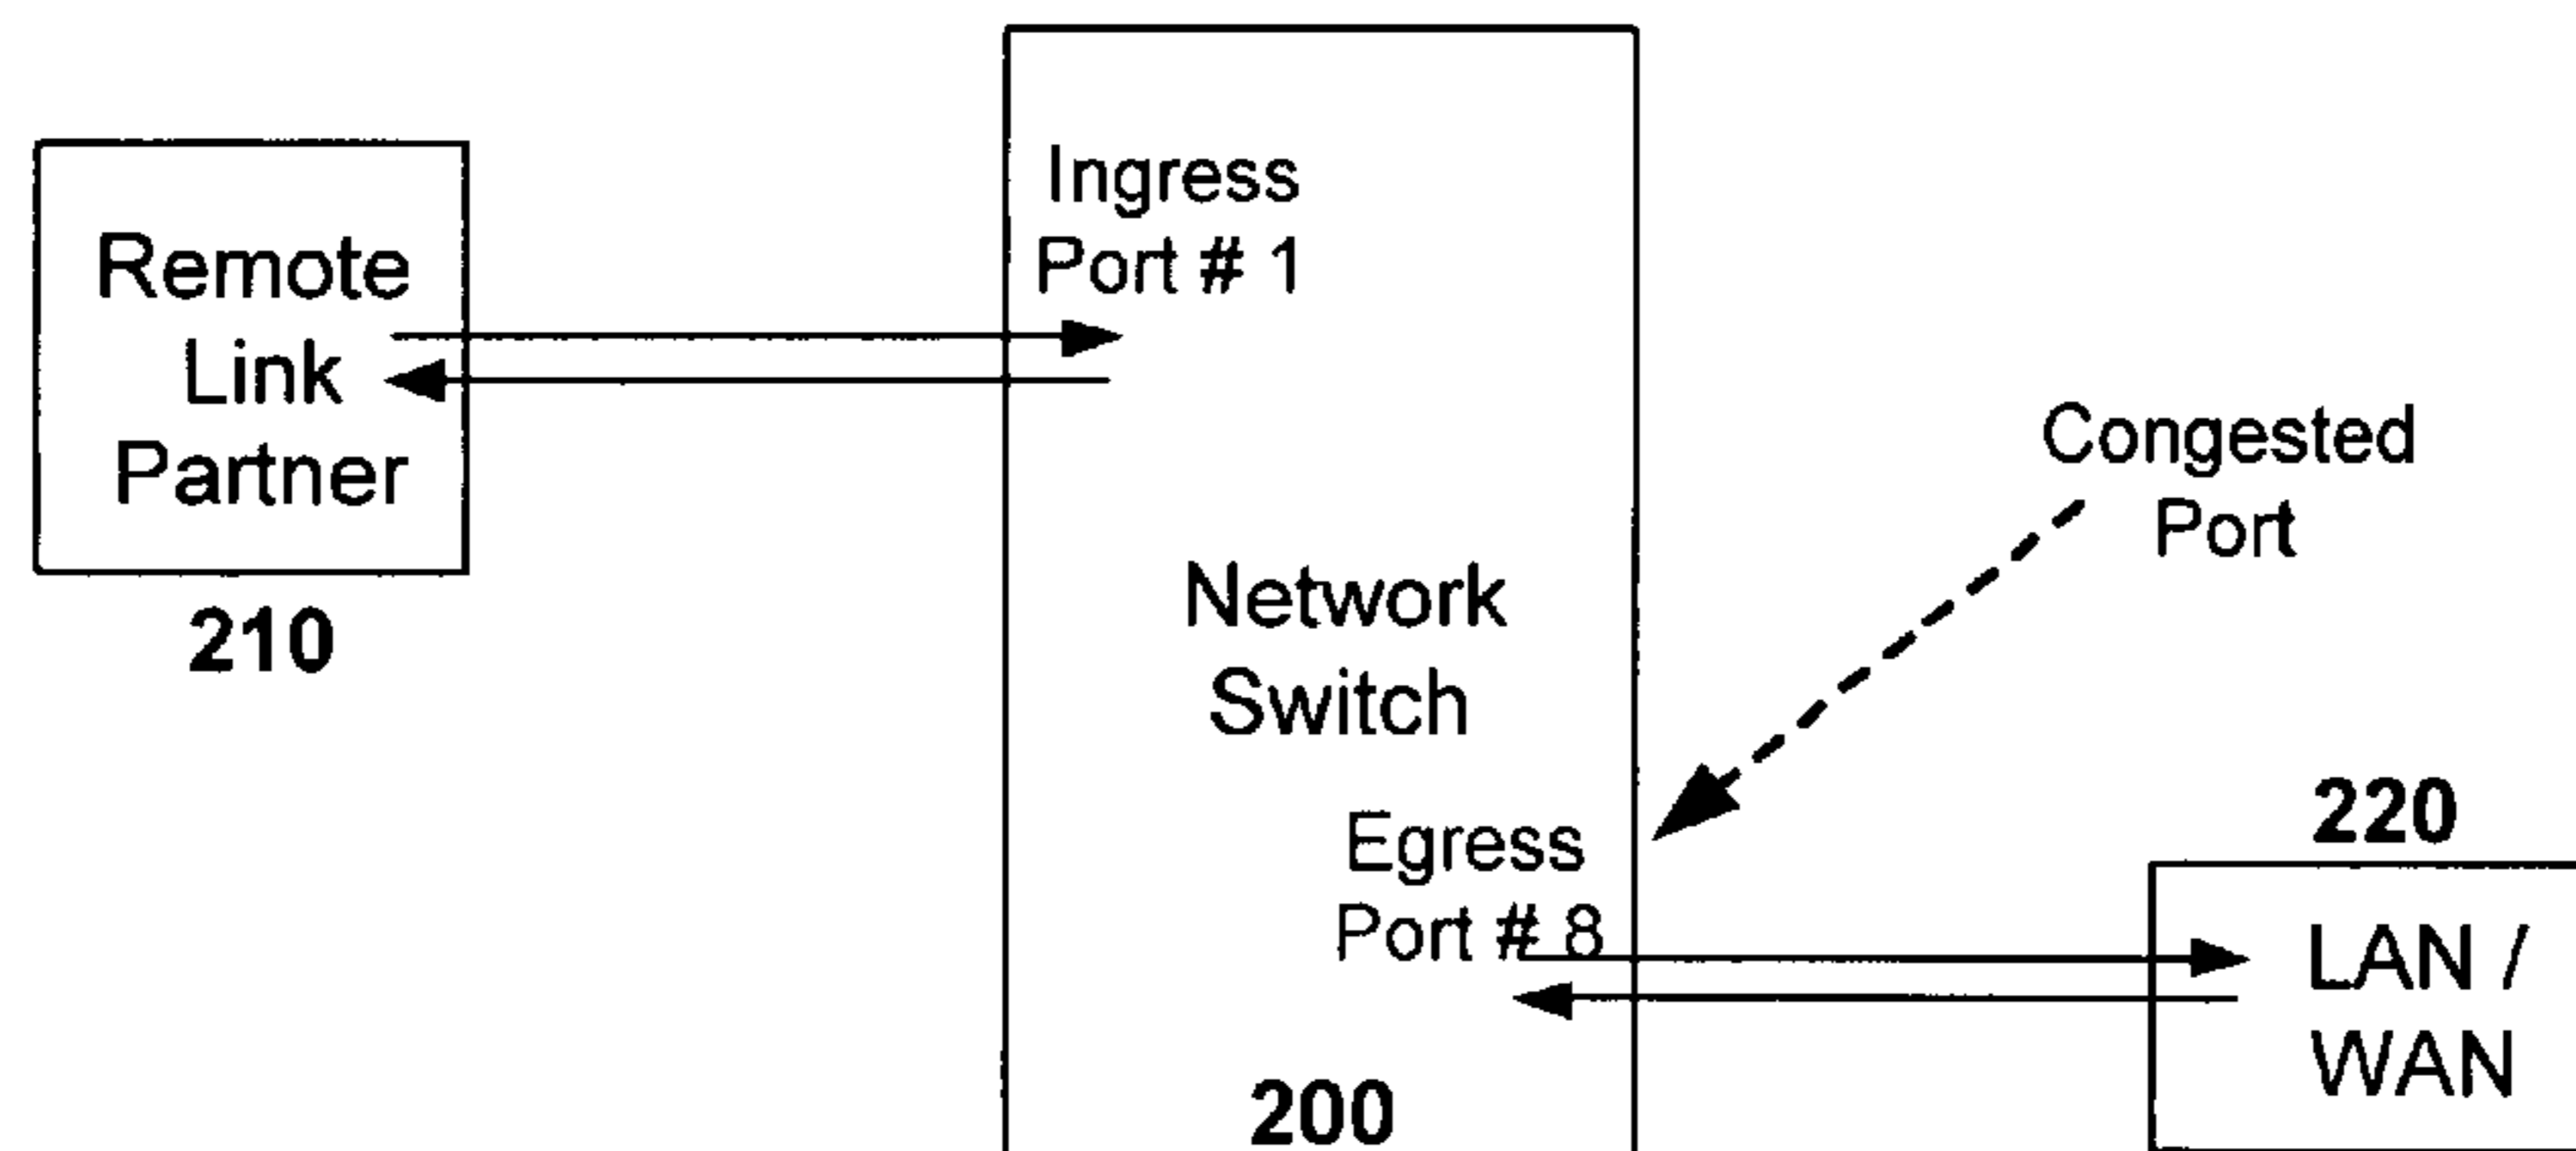 Remote
Link
Partner
210
Ingress
Port # 1
Network
Switch
Egress
Port # 8
200
Congested
Port
220
LAN /
WAN